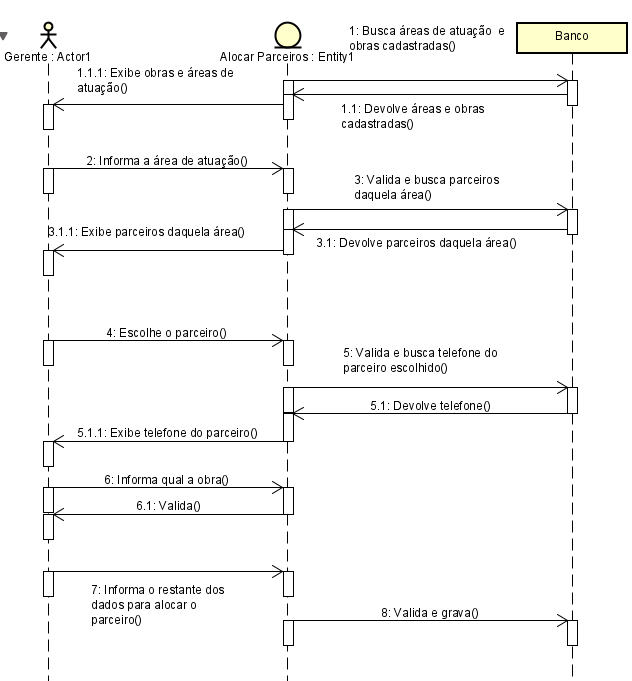 1: Busca áreas de atuação e
obras cadastradas()
Banco
Gerente : Actor1
Alocar Parceiros : Entity1
1.1.1: Exibe obras e áreas de
atuação()
1.1: Devolve áreas e obras
cadastradas()
2: Informa a área de atuação()
3: Valida e busca parceiros
daquela área()
3.1.1: Exibe parceiros daquela área()
3.1: Devolve parceiros daquela área()
4: Escolhe o parceiro()
5: Valida e busca telefone do
parceiro escolhido()
5.1: Devolve telefone()
5.1.1: Exibe telefone do parceiro()
6: Informa qual a obra()
6.1: Valida()
7: Informa o restante dos
dados para alocar o
parceiro()
8: Valida e grava()